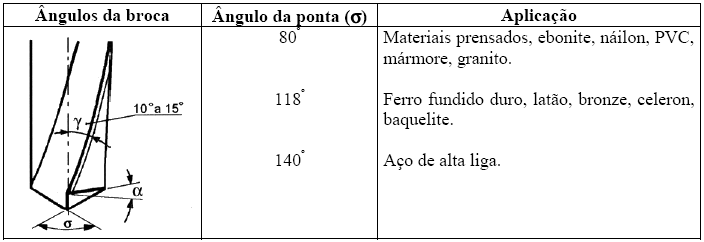 Ângulos da broca
Ângulo da ponta (σ)
Aplicação
10°a 15°
γ
α
σ
80°
Materiais prensados, ebonite, náilon, PVC,
mármore, granito.
118°
Ferro fundido duro, latão, bronze, celeron,
baquelite.
140°
Aço de alta liga.